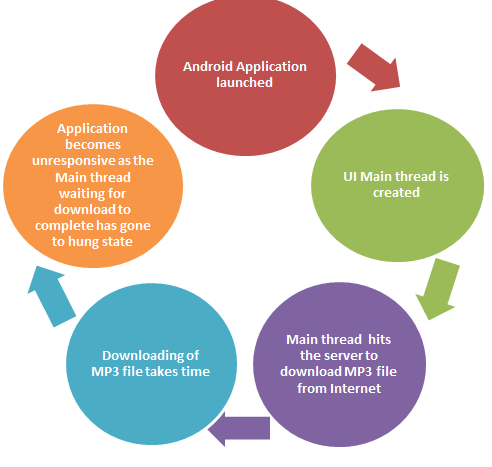 Android Application
launched
UI Main thread is
created
Main thread  hits
the server to
download MP3 file
from Internet
Downloading of
MP3 file takes time
Application
becomes
unresponsive as the
Main thread
waiting for
download to
complete has gone
to hung state